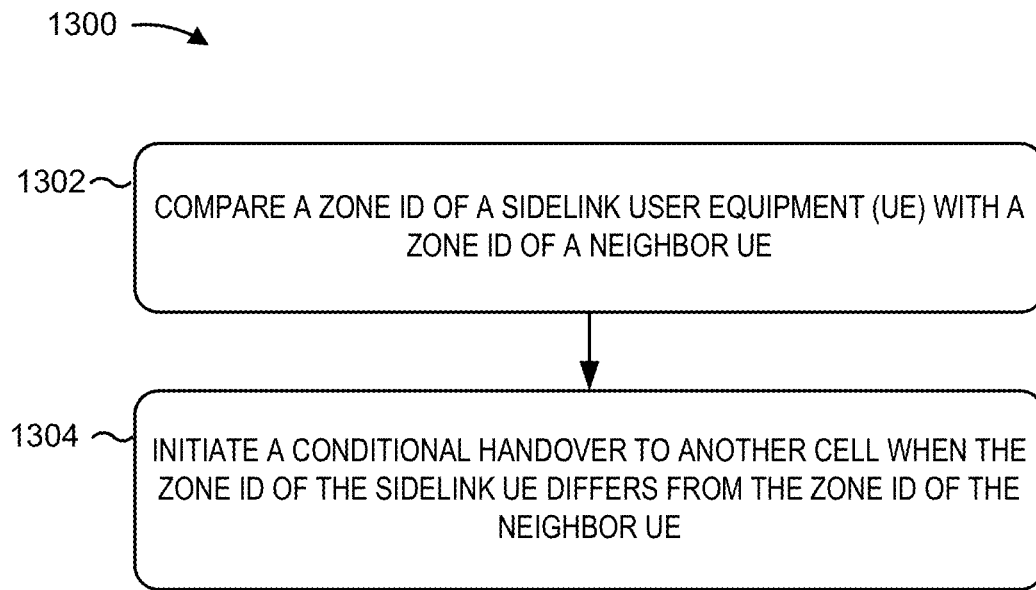 1300
1302
COMPARE A ZONE ID OF A SIDELINK USER EQUIPMENT (UE) WITH A
ZONE ID OF A NEIGHBOR UE
1304
INITIATE A CONDITIONAL HANDOVER TO ANOTHER CELL WHEN THE
ZONE ID OF THE SIDELINK UE DIFFERS FROM THE ZONE ID OF THE
NEIGHBOR UE